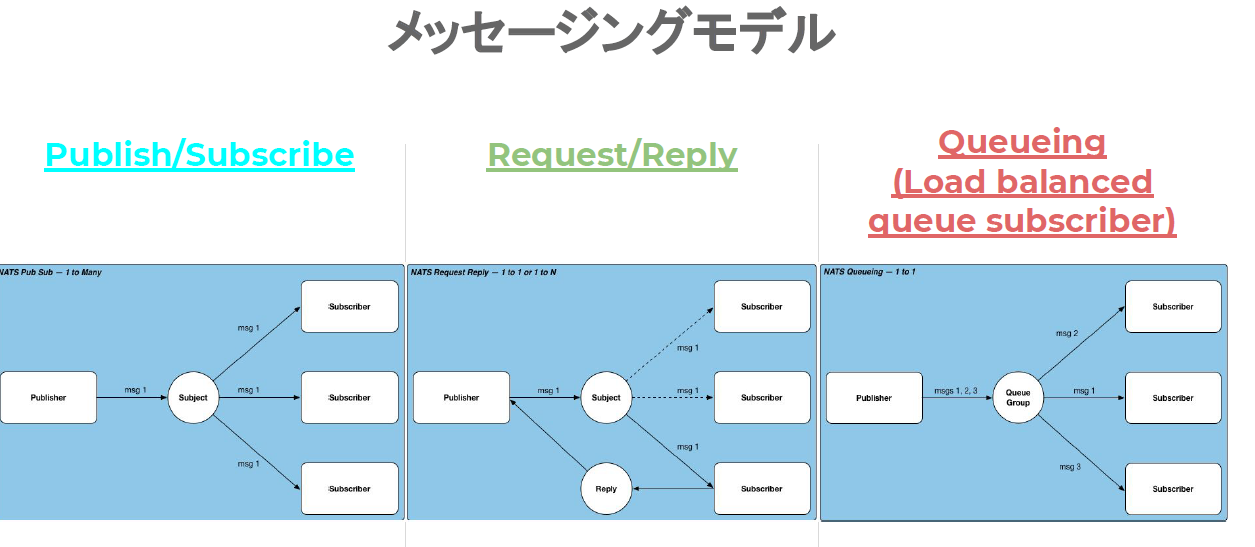 メッセージングモデル
Publish/Subscribe
Request/Reply
Queueing
(Load balanced
queue subscriber)
NATS Pub Sub — 1 to Many
Subscriber
msg 1
Publisher
msg 1
Subject
msg 1
Subscriber
msg 1
Subscriber
NATS Request Reply — 1 to 1 or 1 to N
Subscriber
msg 1
Publisher
msg 1
Subject
msg 1
Subscriber
msg 1
Reply
Subscriber
NATS Queueing — 1 to 1
Subscriber
msg 2
Publisher
msgs 1, 2, 3
Queue
Group
msg 1
Subscriber
msg 3
Subscriber